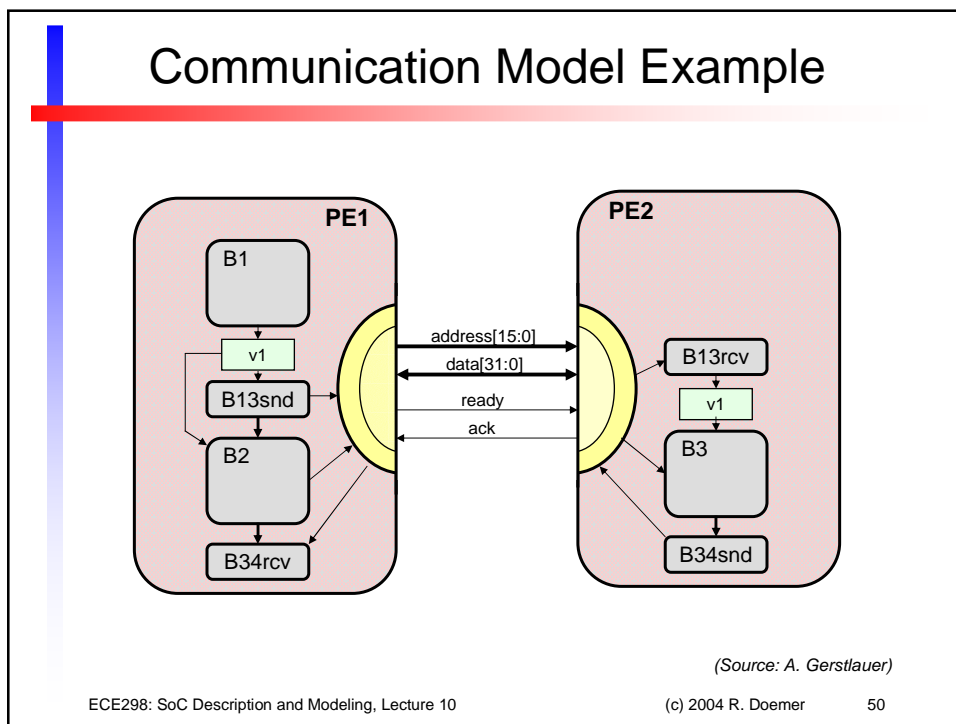 Communication Model Example
PE1
PE2
B1
v1
B13snd
B2
B34rcv
address[15:0]
data[31:0]
ready
ack
B13rcv
v1
B3
B34snd
(Source: A. Gerstlauer)
ECE298: SoC Description and Modeling, Lecture 10 (c) 2004 R. Doemer 50